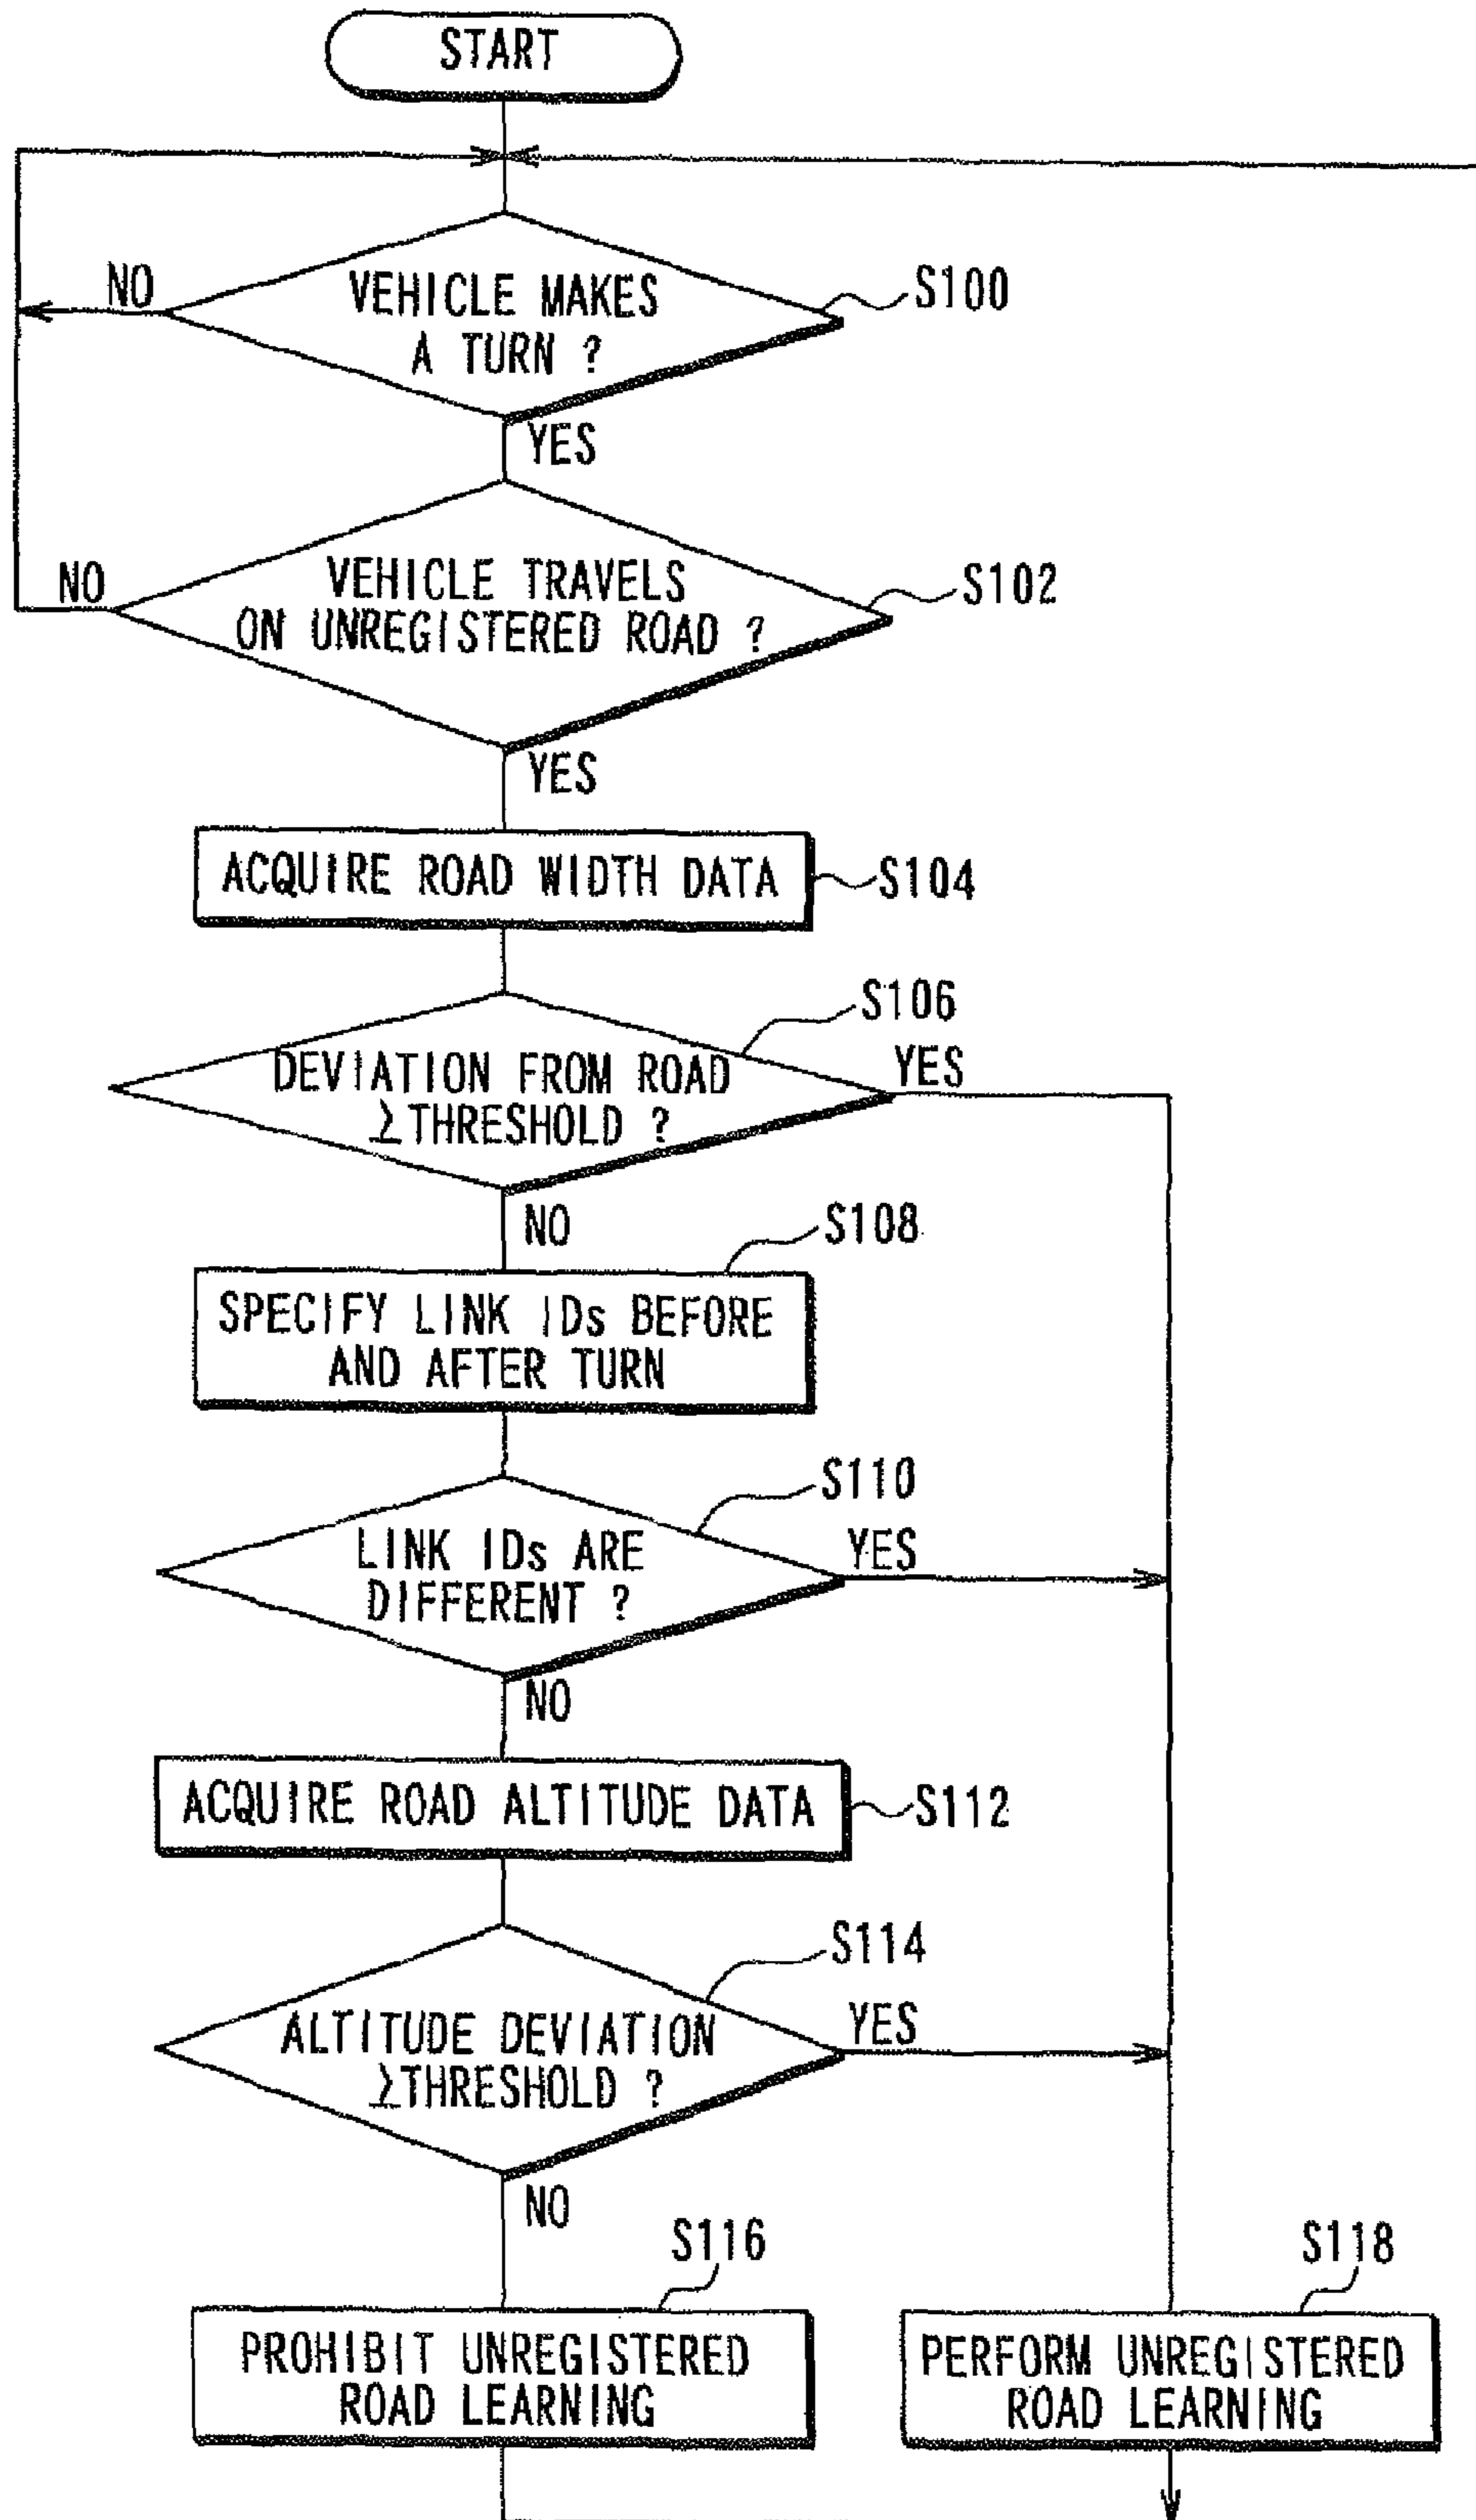 START
VEHICLE MAKES
A TURN ?
NO
S100
YES
VEHICLE TRAVELS
ON UNREGISTERED ROAD ?
NO
S102
YES
ACQUIRE ROAD WIDTH DATA
S104
S106
DEVIATION FROM ROAD
≧THRESHOLD ?
YES
NO
S108
SPECIFY LINK IDs BEFORE
AND AFTER TURN
S110
LINK IDs ARE
DIFFERENT ?
YES
NO
ACQUIRE ROAD ALTITUDE DATA
S112
S114
ALTITUDE DEVIATION
≧THRESHOLD ?
YES
NO
S116
PROHIBIT UNREGISTERED
ROAD LEARNING
S118
PERFORM UNREGISTERED
ROAD LEARNING